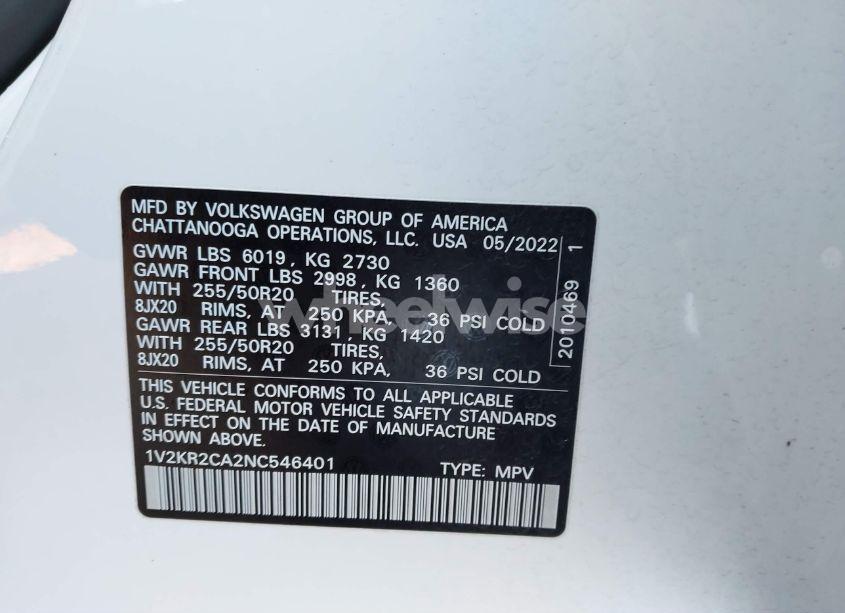 MFD BY VOLKSWAGEN GROUP OF AMERICA
CHATTANOOGA OPERATIONS, LLC. USA 05/2022
GVWR LBS 6019, KG 2730
GAWR FRONT LBS 2998, KG 1360
WITH 255/50R20 TIRES,
8JX20 RIMS, AT 250 KPA, 36 PSI COLD
GAWR REAR LBS 3131, KG 1420
WITH 255/50R20 TIRES,
8JX20 RIMS, AT 250 KPA, 36 PSI COLD
2010469 1
THIS VEHICLE CONFORMS TO ALL APPLICABLE
U.S. FEDERAL MOTOR VEHICLE SAFETY STANDARDS
IN EFFECT ON THE DATE OF MANUFACTURE
SHOWN ABOVE.
1V2KR2CA2NC546401 TYPE: MPV
wheelwise